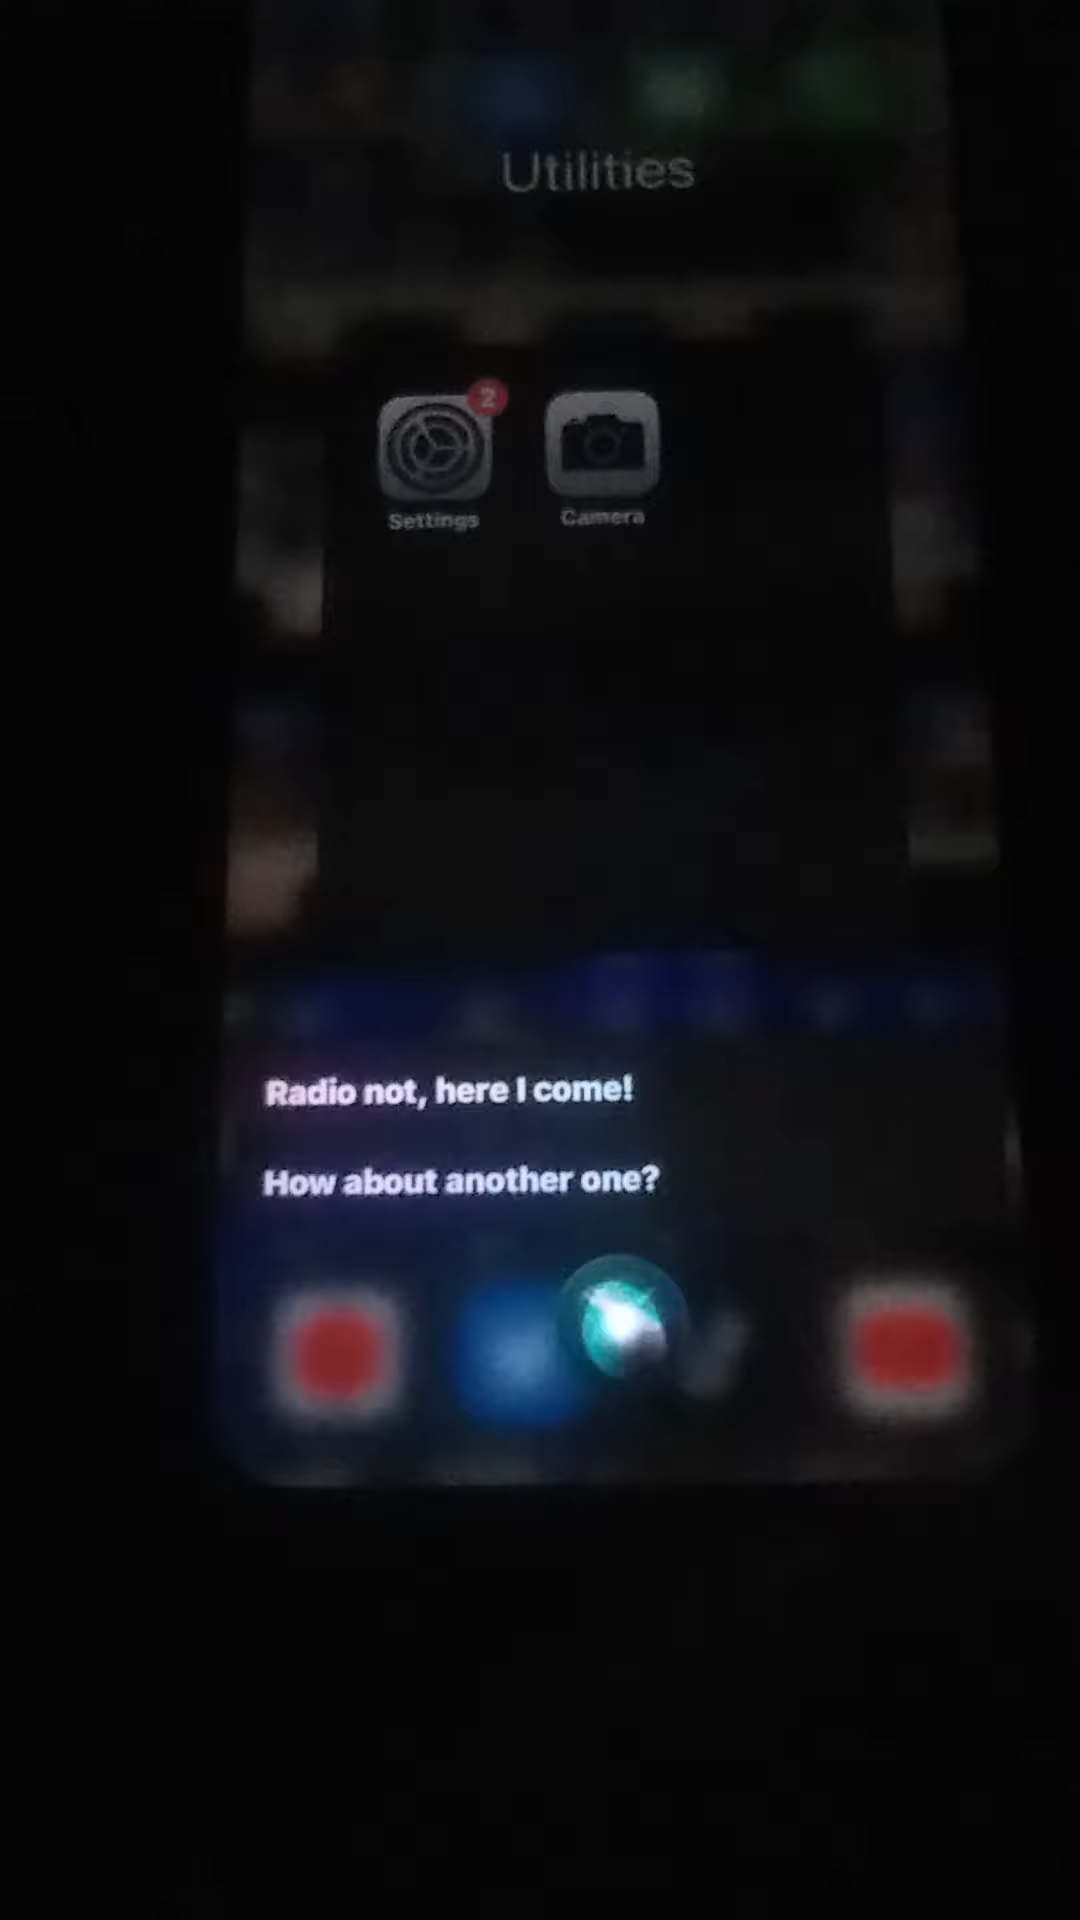 Utilities
2
Settings
Camera
Radio not, here I come!
How about another one?